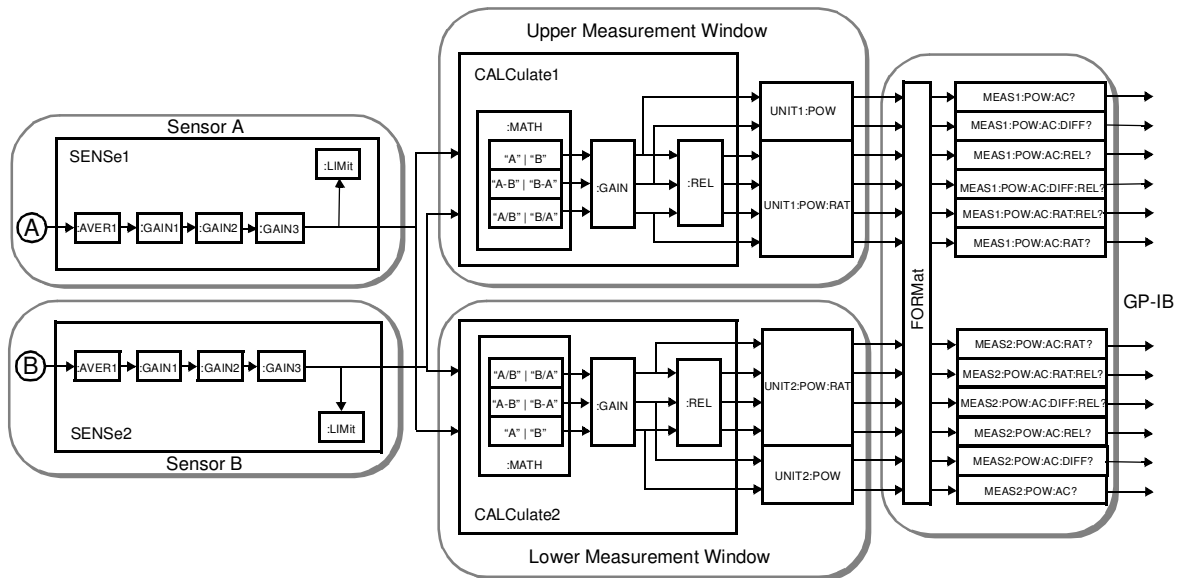 Sensor A
SENSe1
:LIMit
A
:AVER1
:GAIN1
:GAIN2
:GAIN3
B
:AVER1
:GAIN1
:GAIN2
:GAIN3
:LIMit
SENSe2
Sensor B
Upper Measurement Window
CALCulate1
:MATH
“A” | “B”
“A-B” | “B-A”
“A/B” | “B/A”
:GAIN
:REL
UNIT1:POW
UNIT1:POW:RAT
CALCulate2
“A/B” | “B/A”
“A-B” | “B-A”
“A” | “B”
:MATH
:GAIN
:REL
UNIT2:POW:RAT
UNIT2:POW
Lower Measurement Window
FORMat
MEAS1:POW:AC?
MEAS1:POW:AC:DIFF?
MEAS1:POW:AC:REL?
MEAS1:POW:AC:DIFF:REL?
MEAS1:POW:AC:RAT:REL?
MEAS1:POW:AC:RAT?
GP-IB
MEAS2:POW:AC:RAT?
MEAS2:POW:AC:RAT:REL?
MEAS2:POW:AC:DIFF:REL?
MEAS2:POW:AC:REL?
MEAS2:POW:AC:DIFF?
MEAS2:POW:AC?